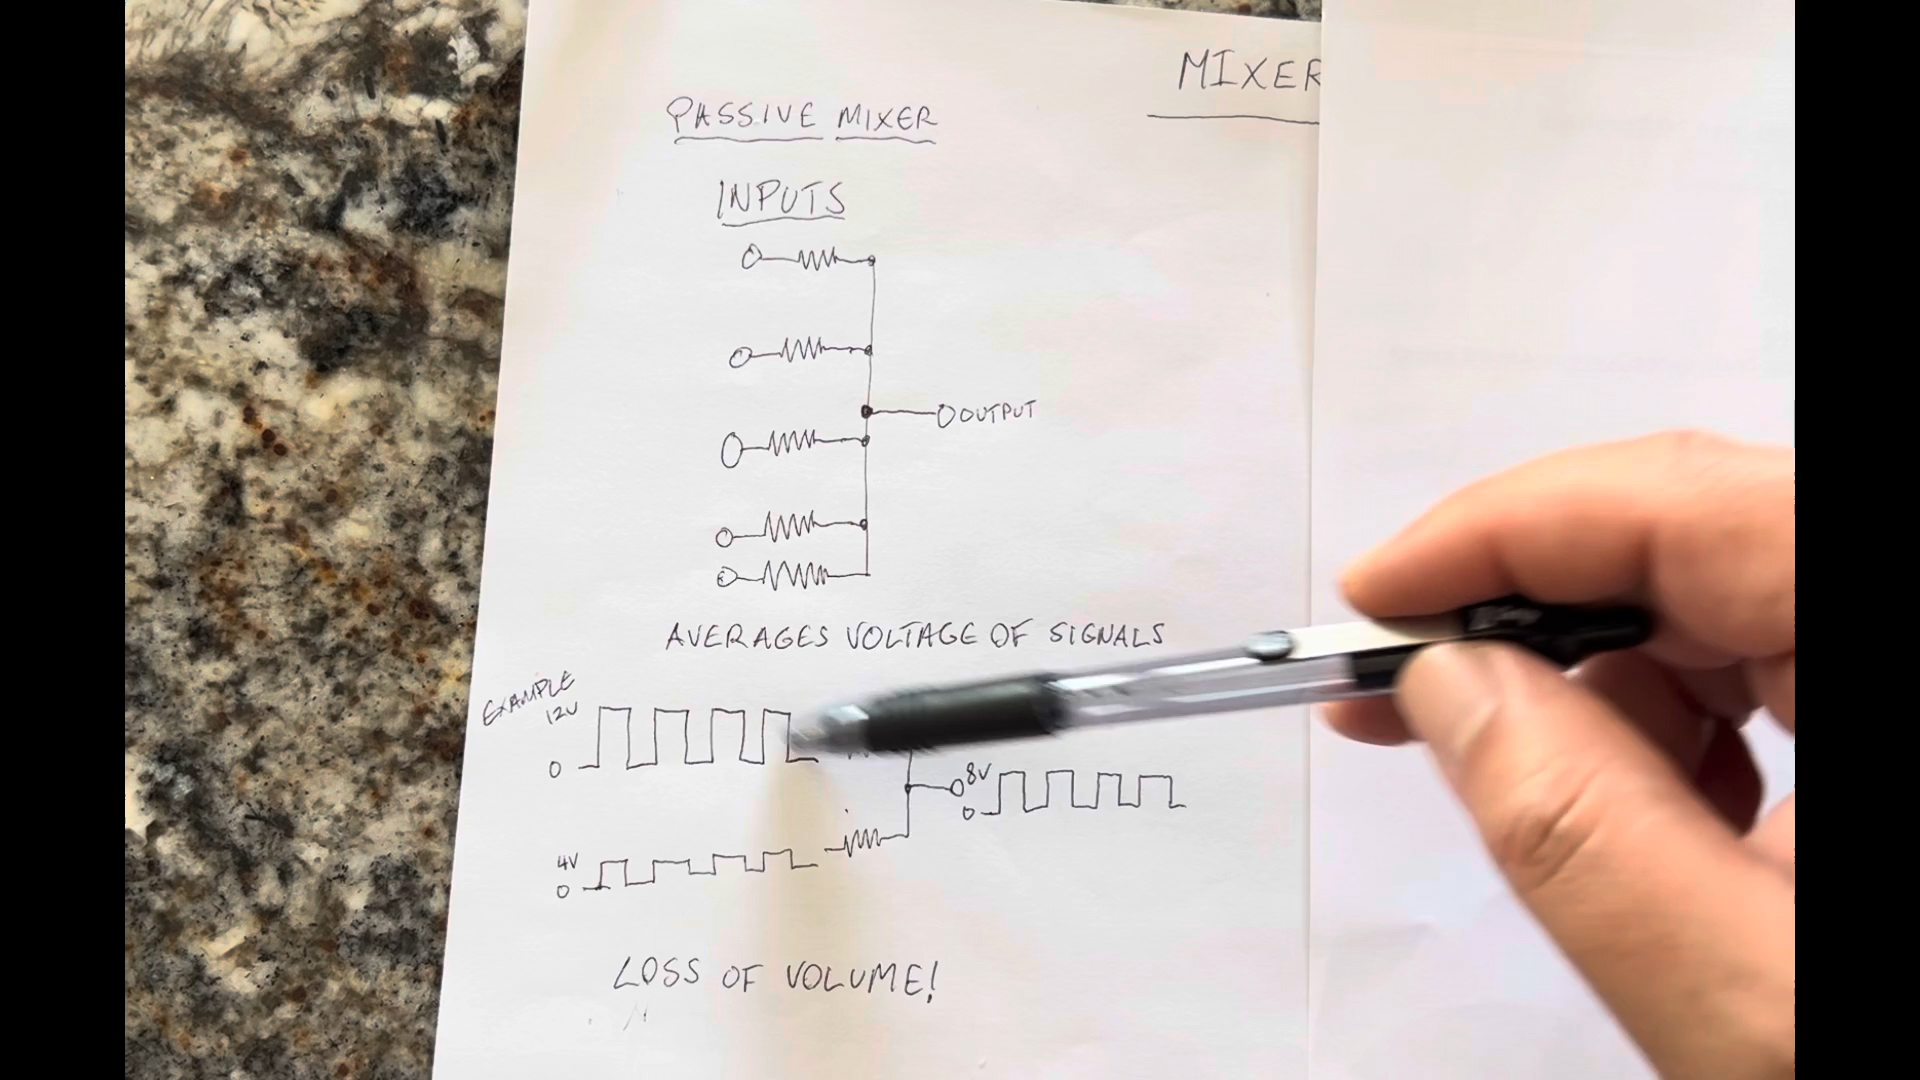 MIXER
PASSIVE MIXER
INPUTS
OUTPUT
AVERAGES VOLTAGE OF SIGNALS
EXAMPLE
12V
0
8V
0
4V
0
LOSS OF VOLUME!